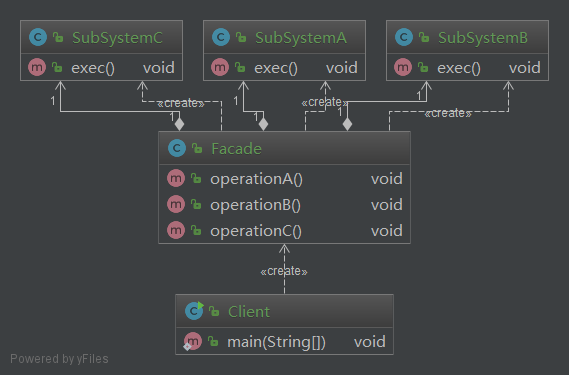 SubSystemC SubSystemA SubSystemB
C C C
m exec() void m exec() void m exec() void
1 «create» 1 1 «create» 1 1 «create» 1
C Facade
m operationA() void
m operationB() void
m operationC() void
«create»
C Client
m main(String[]) void
Powered by yFiles